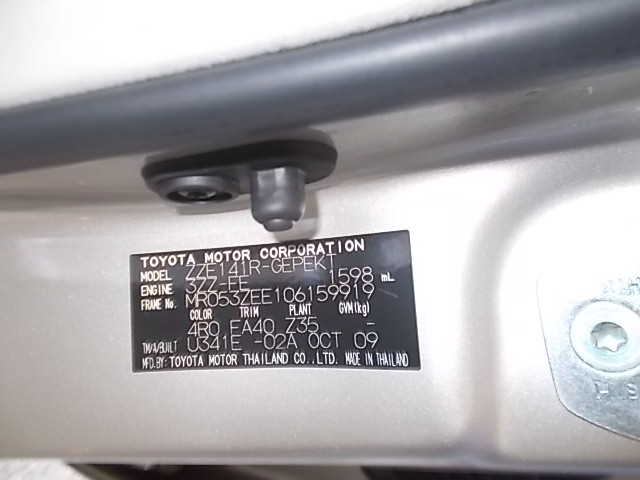 TOYOTA MOTOR CORPORATION
MODEL ZZE141R-GEPEKT
ENGINE 3ZZ-FE 1598 mL
FRAME No. MR053ZEE106159919
COLOR TRIM PLANT GVM(kg)
4R0 FA40 Z35 -
TM/A/BUILT U341E -02A OCT 09
MFD.BY: TOYOTA MOTOR THAILAND CO.,LTD. MADE IN THAILAND